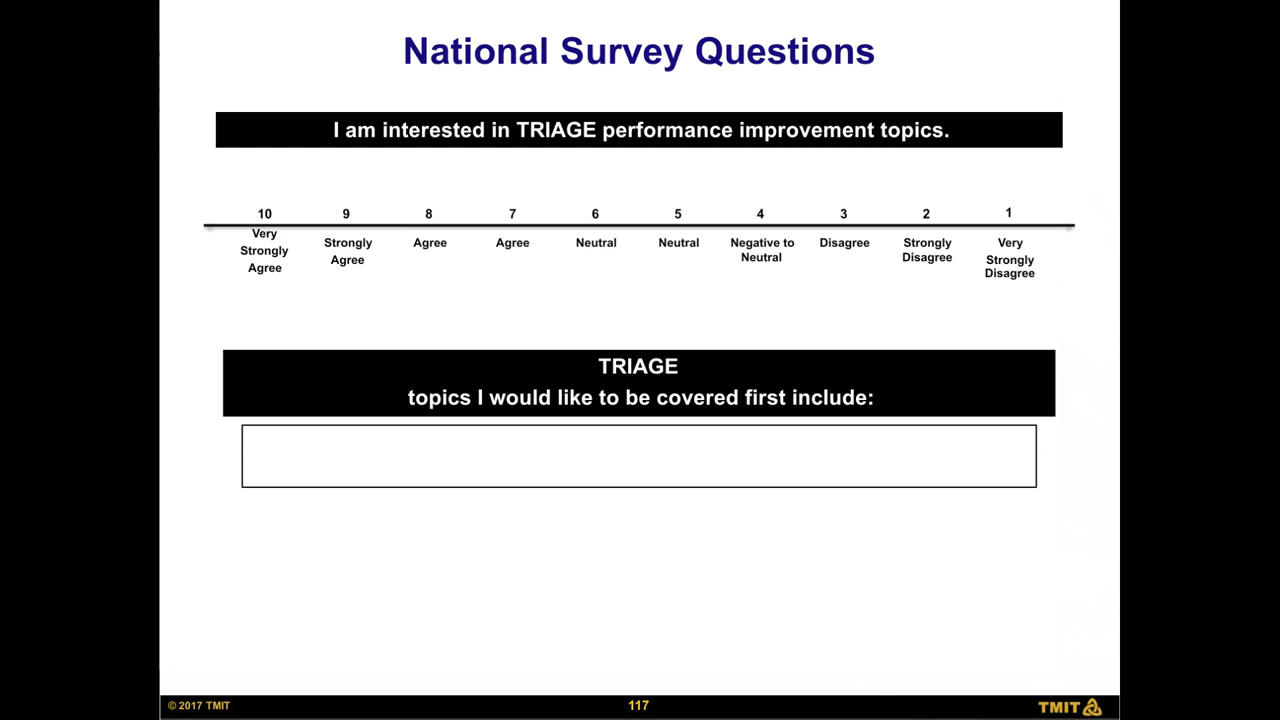 National Survey Questions
I am interested in TRIAGE performance improvement topics.
10 9 8 7 6 5 4 3 2 1
Very Strongly Agree
Strongly Agree
Agree
Agree
Neutral
Neutral
Negative to Neutral
Disagree
Strongly Disagree
Very Strongly Disagree
TRIAGE
topics I would like to be covered first include:
© 2017 TMIT
117
TMIT